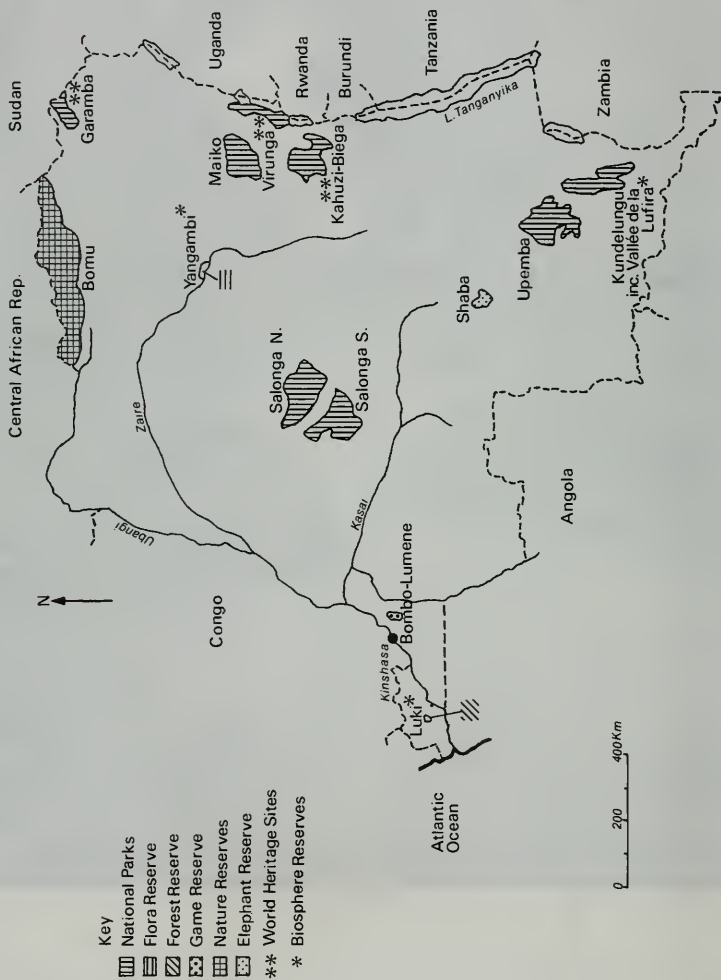 Sudan
Central African Rep.
Garamba
**
Uganda
Bomu
Maiko
Virunga
**
Rwanda
Burundi
Yangambi*
Kahuzi-Biega
**
Tanzania
L.Tanganyika
Zaire
Ubangi
N
Congo
Salonga N.
Salonga S.
Shaba
Upemba
Kundelungu
inc. Vallée de la
Lufira*
Zambia
Kasai
Bombo-Lumene
Kinshasa
Luki*
Angola
Atlantic
Ocean
0 200 400Km
Key
National Parks
Flora Reserve
Forest Reserve
Game Reserve
Nature Reserves
Elephant Reserve
** World Heritage Sites
* Biosphere Reserves